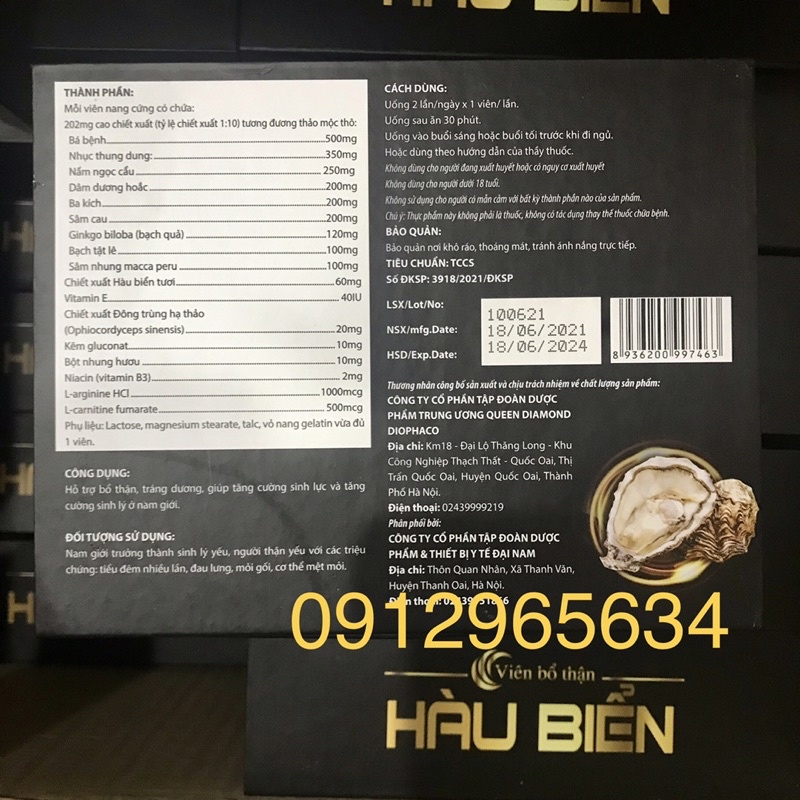 HÀU BIỂN
THÀNH PHẦN:
Mỗi viên nang cứng có chứa:
202mg cao chiết xuất (tỷ lệ chiết xuất 1:10) tương đương thảo mộc thô:
Bá bệnh 500mg
Nhục thung dung: 350mg
Nấm ngọc cẩu 250mg
Dâm dương hoắc 200mg
Ba kích 200mg
Sâm cau 200mg
Ginkgo biloba (bạch quả) 120mg
Bạch tật lê 100mg
Sâm nhung macca peru 100mg
Chiết xuất Hàu biển tươi 60mg
Vitamin E 40IU
Chiết xuất Đông trùng hạ thảo
(Ophiocordyceps sinensis) 20mg
Kẽm gluconat 10mg
Bột nhung hươu 10mg
Niacin (vitamin B3) 2mg
L-arginine HCl 1000mcg
L-carnitine fumarate 500mcg
Phụ liệu: Lactose, magnesium stearate, talc, vỏ nang gelatin vừa đủ
1 viên.
CÔNG DỤNG:
Hỗ trợ bổ thận, tráng dương, giúp tăng cường sinh lực và tăng
cường sinh lý ở nam giới.
ĐỐI TƯỢNG SỬ DỤNG:
Nam giới trưởng thành sinh lý yếu, người thận yếu với các triệu
chứng: tiểu đêm nhiều lần, đau lưng, mỏi gối, cơ thể mệt mỏi.
CÁCH DÙNG:
Uống 2 lần/ngày x 1 viên/ lần.
Uống sau ăn 30 phút.
Uống vào buổi sáng hoặc buổi tối trước khi đi ngủ.
Hoặc dùng theo hướng dẫn của thầy thuốc.
Không dùng cho người đang xuất huyết hoặc có nguy cơ xuất huyết
Không dùng cho người dưới 18 tuổi.
Không sử dụng cho người có mẫn cảm với bất kỳ thành phần nào của sản phẩm.
Chú ý: Thực phẩm này không phải là thuốc, không có tác dụng thay thế thuốc chữa bệnh.
BẢO QUẢN:
Bảo quản nơi khô ráo, thoáng mát, tránh ánh nắng trực tiếp.
TIÊU CHUẨN: TCCS
Số ĐKSP: 3918/2021/ĐKSP
LSX/Lot/No: 100621
NSX/mfg.Date: 18/06/2021
HSD/Exp.Date: 18/06/2024
8 936200 997463
Thương nhân công bố sản xuất và chịu trách nhiệm về chất lượng sản phẩm:
CÔNG TY CỔ PHẦN TẬP ĐOÀN DƯỢC
PHẨM TRUNG ƯƠNG QUEEN DIAMOND
DIOPHACO
Địa chỉ: Km18 - Đại Lộ Thăng Long - Khu
Công Nghiệp Thạch Thất - Quốc Oai, Thị
Trấn Quốc Oai, Huyện Quốc Oai, Thành
Phố Hà Nội.
Điện thoại: 02439999219
Phân phối bởi:
CÔNG TY CỔ PHẦN TẬP ĐOÀN DƯỢC
PHẨM & THIẾT BỊ Y TẾ ĐẠI NAM
Địa chỉ: Thôn Quan Nhân, Xã Thanh Văn,
Huyện Thanh Oai, Hà Nội.
0912965634
Viên bổ thận
HÀU BIỂN